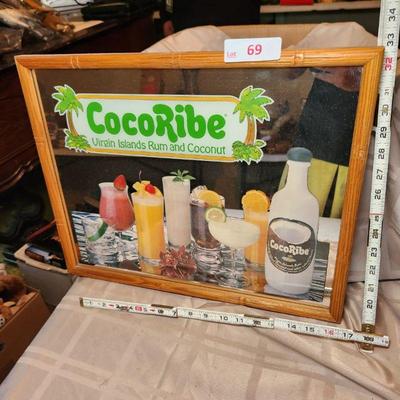 Lot 69
CocoRibe
Virgin Islands Rum and Coconut
CocoRibe